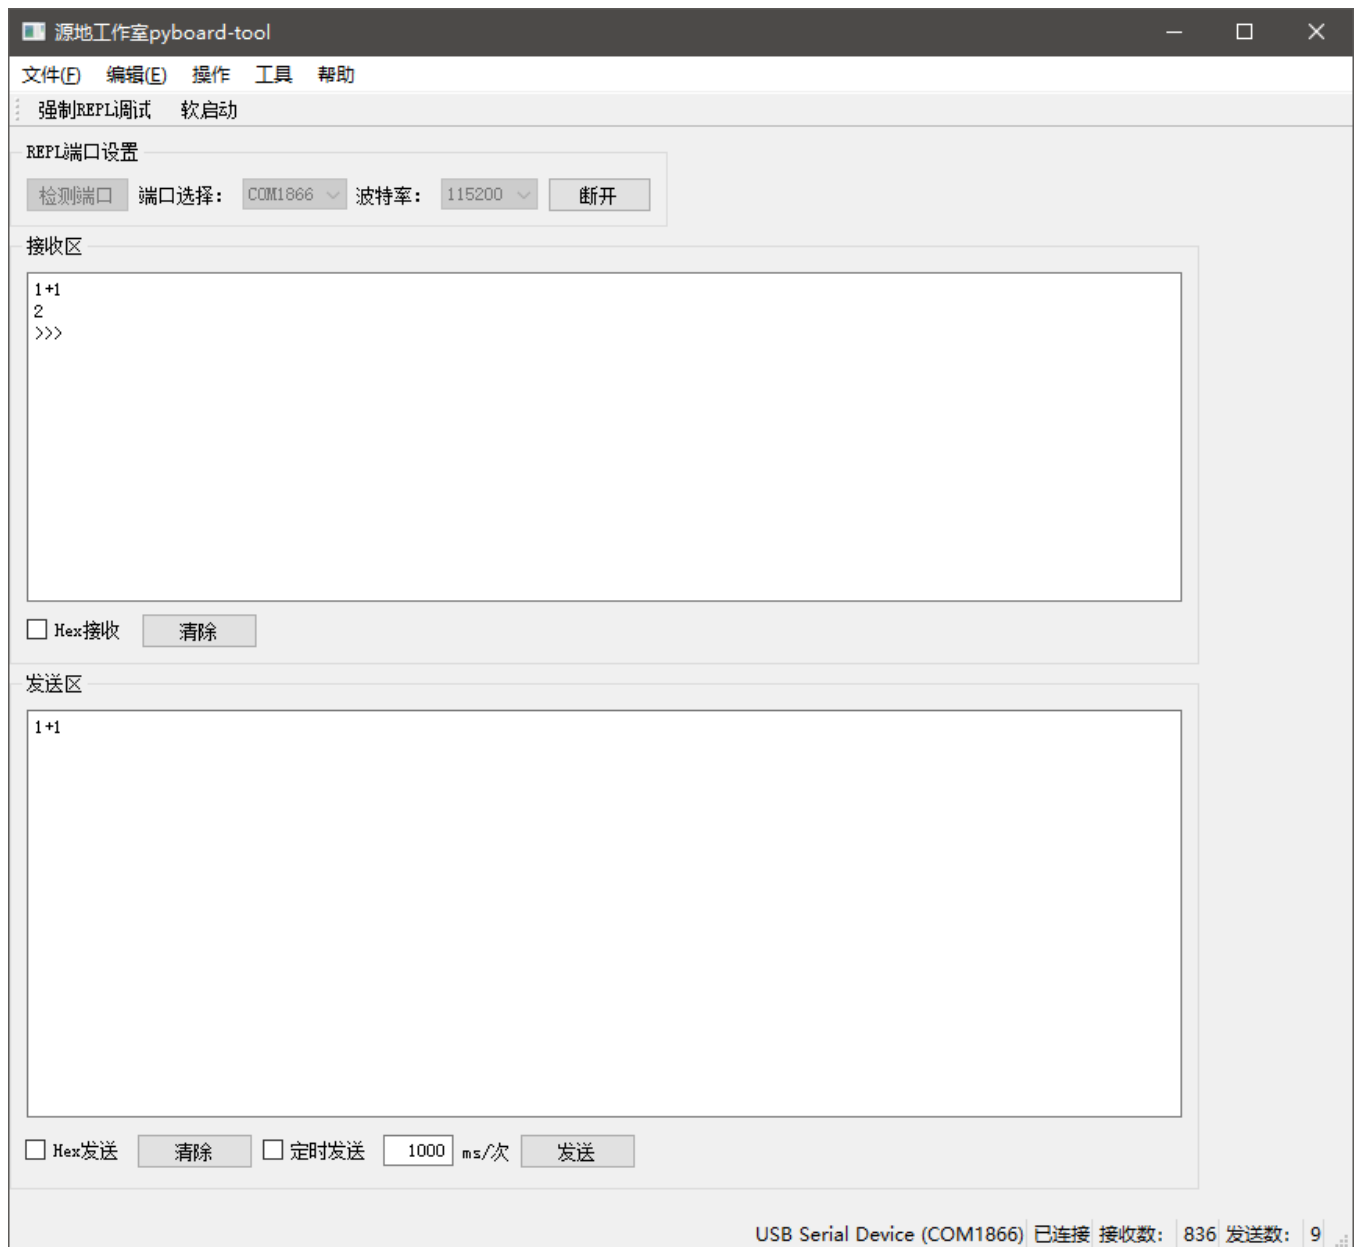 源地工作室pyboard-tool
文件(F) 编辑(E) 操作 工具 帮助
强制REPL调试 软启动
REPL端口设置
检测端口 端口选择： COM1866 波特率： 115200 断开
接收区
1+1
2
>>>
Hex接收 清除
发送区
1+1
Hex发送 清除 定时发送 1000 ms/次 发送
USB Serial Device (COM1866) 已连接 接收数： 836 发送数： 9